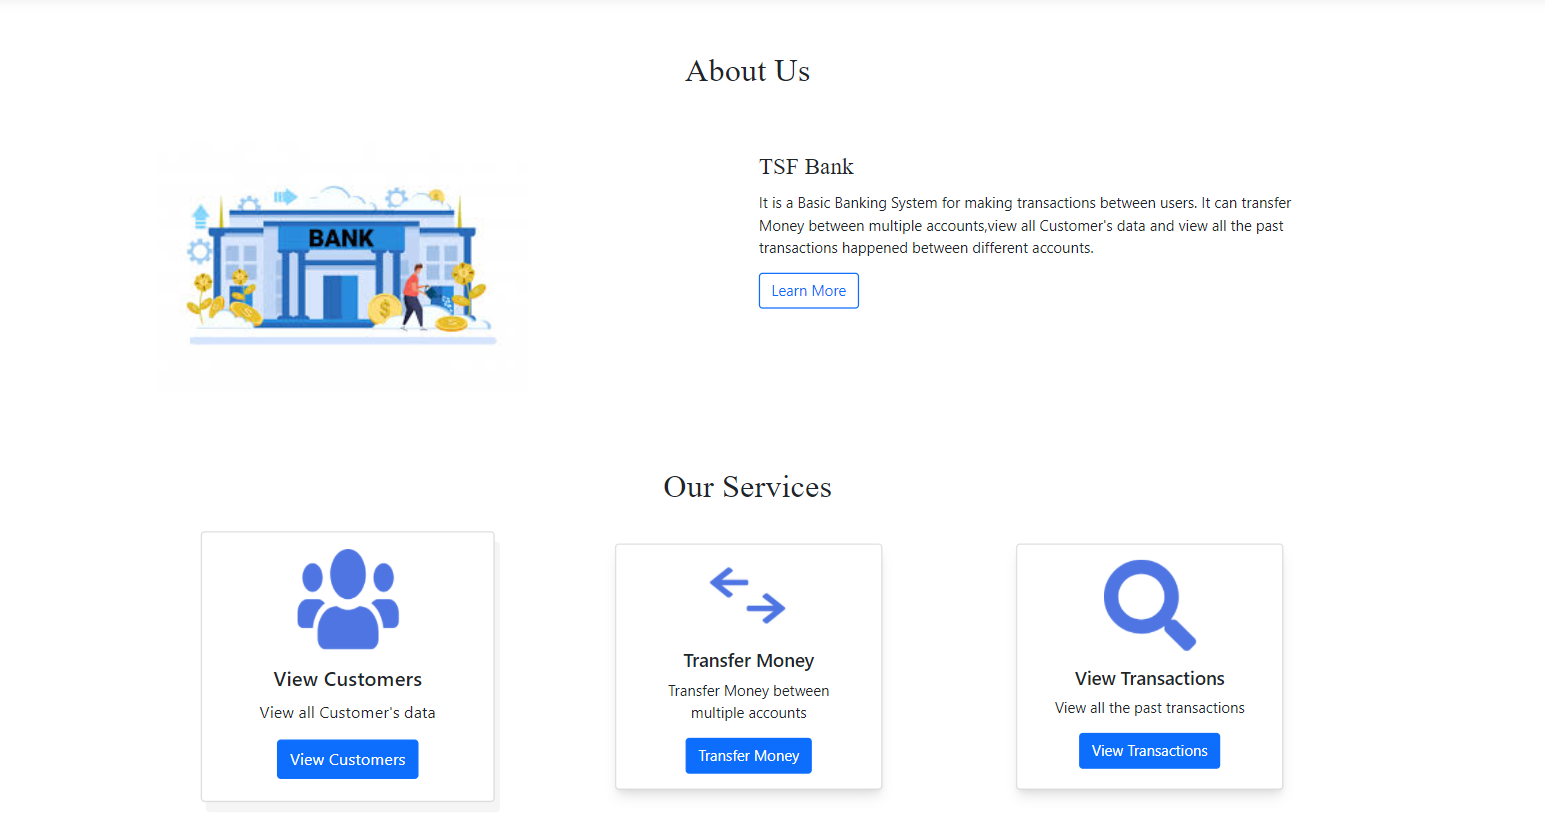 About Us
BANK
TSF Bank
It is a Basic Banking System for making transactions between users. It can transfer
Money between multiple accounts,view all Customer's data and view all the past
transactions happened between different accounts.
Learn More
Our Services
View Customers
View all Customer's data
View Customers
Transfer Money
Transfer Money between
multiple accounts
Transfer Money
View Transactions
View all the past transactions
View Transactions